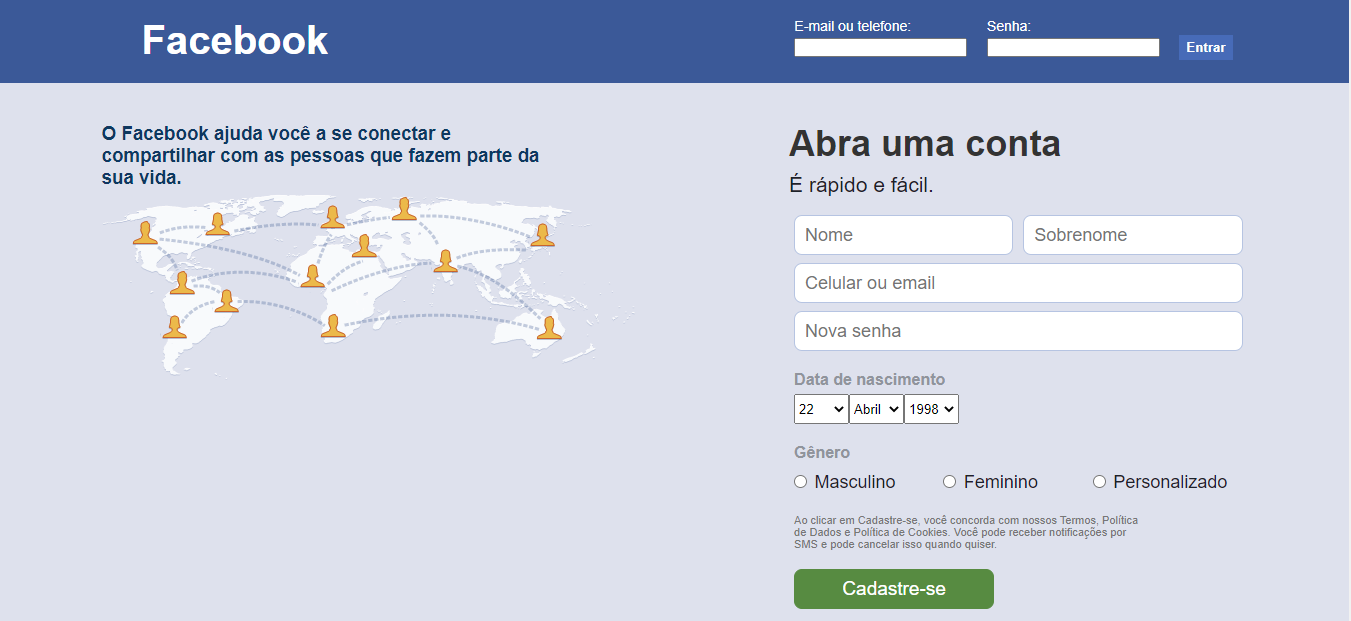 Facebook
E-mail ou telefone:
Senha:
Entrar
O Facebook ajuda você a se conectar e
compartilhar com as pessoas que fazem parte da
sua vida.
Abra uma conta
É rápido e fácil.
Nome
Sobrenome
Celular ou email
Nova senha
Data de nascimento
22 Abril 1998
Gênero
Masculino Feminino Personalizado
Ao clicar em Cadastre-se, você concorda com nossos Termos, Política
de Dados e Política de Cookies. Você pode receber notificações por
SMS e pode cancelar isso quando quiser.
Cadastre-se